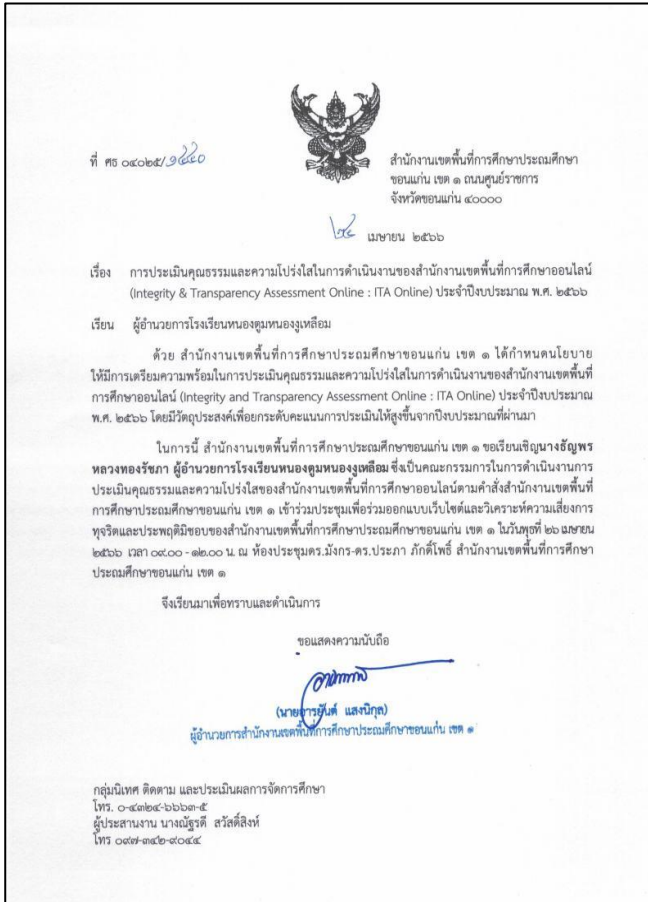 ที่ ศธ ๐๔๐๒๕/๑๕๔๐
สำนักงานเขตพื้นที่การศึกษาประถมศึกษา
ขอนแก่น เขต ๑ ถนนศูนย์ราชการ
จังหวัดขอนแก่น ๔๐๐๐๐
๒๔ เมษายน ๒๕๖๖
เรื่อง การประเมินคุณธรรมและความโปร่งใสในการดำเนินงานของสำนักงานเขตพื้นที่การศึกษาออนไลน์
(Integrity & Transparency Assessment Online : ITA Online) ประจำปีงบประมาณ พ.ศ. ๒๕๖๖
เรียน ผู้อำนวยการโรงเรียนหนองตูมหนองงูเหลือม
ด้วย สำนักงานเขตพื้นที่การศึกษาประถมศึกษาขอนแก่น เขต ๑ ได้กำหนดนโยบาย
ให้มีการเตรียมความพร้อมในการประเมินคุณธรรมและความโปร่งใสในการดำเนินงานของสำนักงานเขตพื้นที่
การศึกษาออนไลน์ (Integrity and Transparency Assessment Online : ITA Online) ประจำปีงบประมาณ
พ.ศ. ๒๕๖๖ โดยมีวัตถุประสงค์เพื่อยกระดับคะแนนการประเมินให้สูงขึ้นจากปีงบประมาณที่ผ่านมา
ในการนี้ สำนักงานเขตพื้นที่การศึกษาประถมศึกษาขอนแก่น เขต ๑ ขอเรียนเชิญนางธัญพร
หลวงทองรัชภา ผู้อำนวยการโรงเรียนหนองตูมหนองงูเหลือม ซึ่งเป็นคณะกรรมการในการดำเนินงานการ
ประเมินคุณธรรมและความโปร่งใสของสำนักงานเขตพื้นที่การศึกษาออนไลน์ตามคำสั่งสำนักงานเขตพื้นที่
การศึกษาประถมศึกษาขอนแก่น เขต ๑ เข้าร่วมประชุมเพื่อร่วมออกแบบเว็บไซต์และวิเคราะห์ความเสี่ยงการ
ทุจริตและประพฤติมิชอบของสำนักงานเขตพื้นที่การศึกษาประถมศึกษาขอนแก่น เขต ๑ ในวันพุธที่ ๒๖ เมษายน
๒๕๖๖ เวลา ๐๙.๐๐ - ๑๒.๐๐ น. ณ ห้องประชุมดร.มังกร-ดร.ประภา ภักดิ์โพธิ์ สำนักงานเขตพื้นที่การศึกษา
ประถมศึกษาขอนแก่น เขต ๑
จึงเรียนมาเพื่อทราบและดำเนินการ
ขอแสดงความนับถือ
(นายอารยันต์ แสงนิกุล)
ผู้อำนวยการสำนักงานเขตพื้นที่การศึกษาประถมศึกษาขอนแก่น เขต ๑
กลุ่มนิเทศ ติดตาม และประเมินผลการจัดการศึกษา
โทร. ๐-๔๓๒๔-๖๖๖๓-๕
ผู้ประสานงาน นางณัฐรดี สวัสดิ์สิงห์
โทร ๐๙๗-๓๔๒-๙๐๔๔